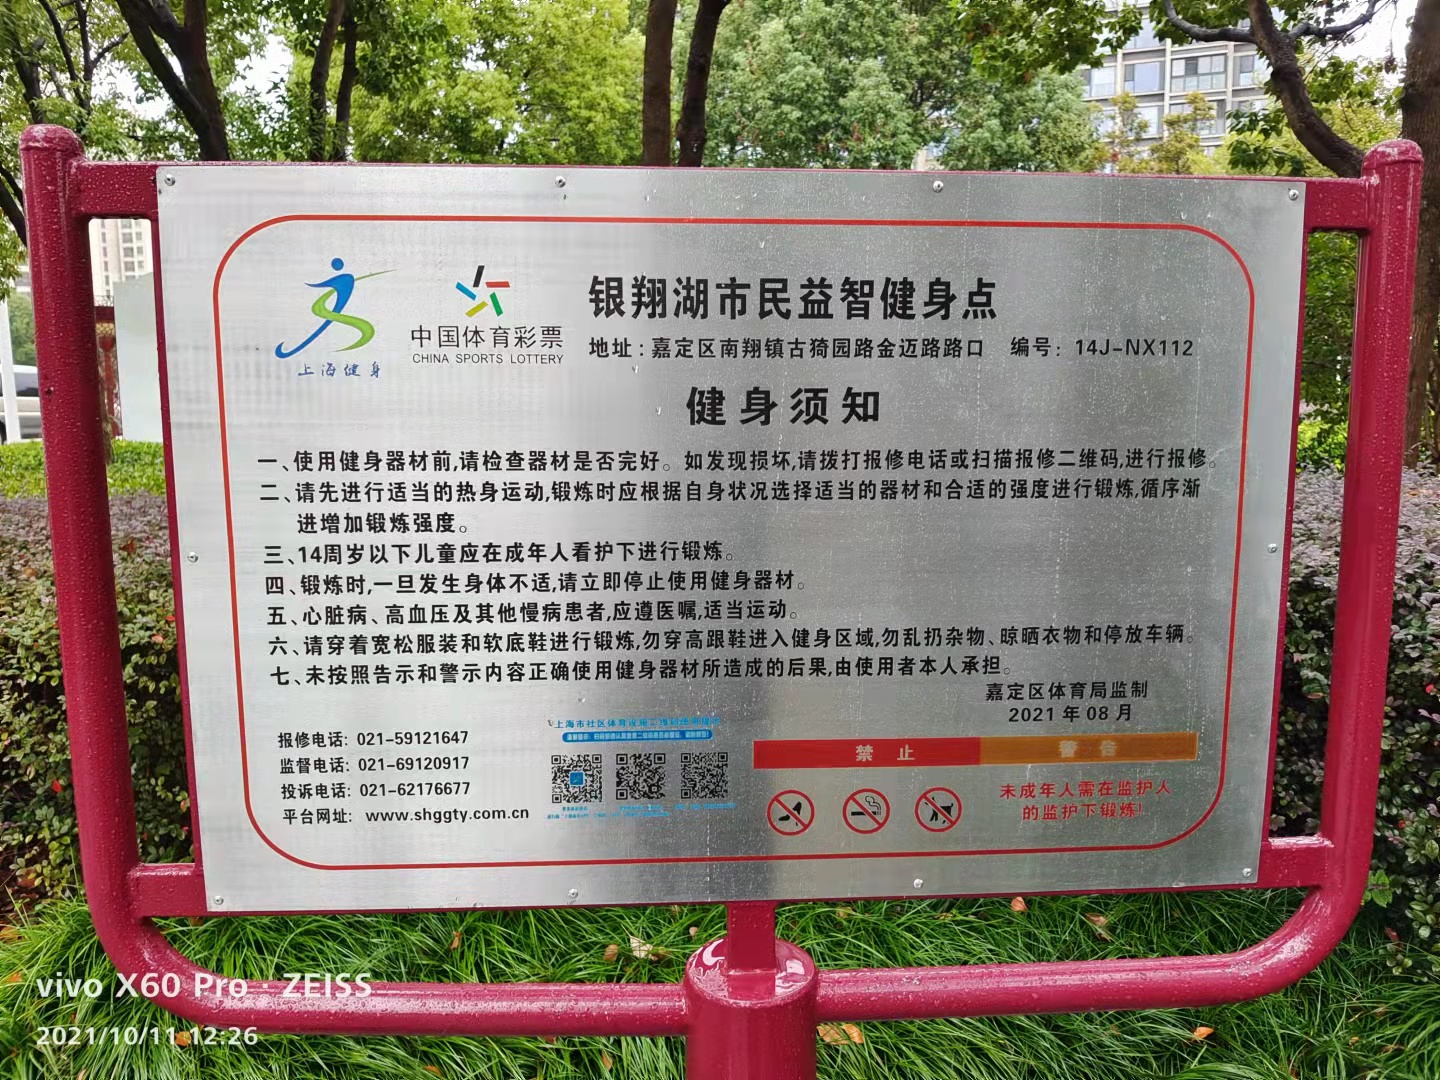 银翔湖市民益智健身点
上海健身
中国体育彩票
CHINA SPORTS LOTTERY
地址：嘉定区南翔镇古猗园路金迈路路口 编号：14J-NX112
健身须知
一、使用健身器材前,请检查器材是否完好。如发现损坏,请拨打报修电话或扫描报修二维码,进行报修。
二、请先进行适当的热身运动,锻炼时应根据自身状况选择适当的器材和合适的强度进行锻炼,循序渐
进增加锻炼强度。
三、14周岁以下儿童应在成年人看护下进行锻炼。
四、锻炼时,一旦发生身体不适,请立即停止使用健身器材。
五、心脏病、高血压及其他慢病患者,应遵医嘱,适当运动。
六、请穿着宽松服装和软底鞋进行锻炼,勿穿高跟鞋进入健身区域,勿乱扔杂物、晾晒衣物和停放车辆。
七、未按照告示和警示内容正确使用健身器材所造成的后果,由使用者本人承担。
嘉定区体育局监制
2021年08月
报修电话：021-59121647
监督电话：021-69120917
投诉电话：021-62176677
平台网址：www.shggty.com.cn
上海市社区体育设施二维码
禁止
警告
未成年人需在监护人
的监护下锻炼!
vivo X60 Pro · ZEISS
2021/10/11 12:26